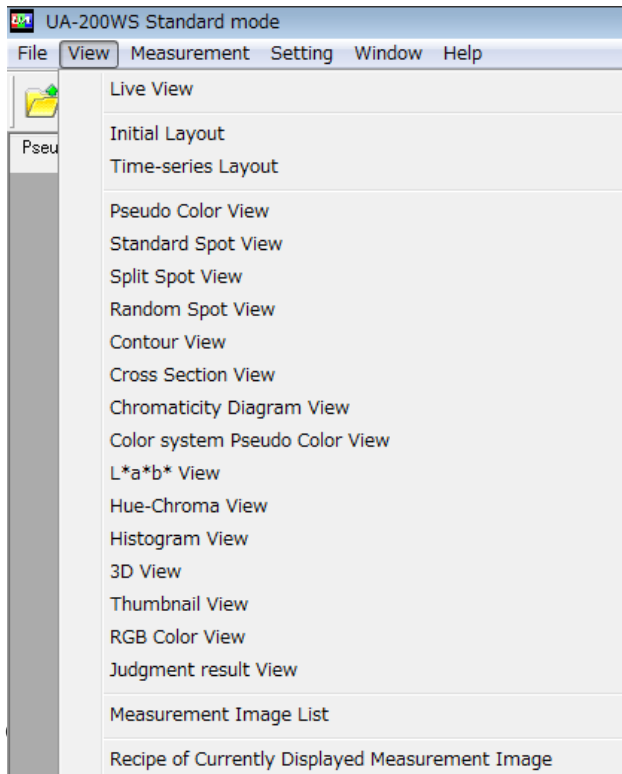 UA-200WS Standard mode
File View Measurement Setting Window Help
Live View
Initial Layout
Pseu
Time-series Layout
Pseudo Color View
Standard Spot View
Split Spot View
Random Spot View
Contour View
Cross Section View
Chromaticity Diagram View
Color system Pseudo Color View
L*a*b* View
Hue-Chroma View
Histogram View
3D View
Thumbnail View
RGB Color View
Judgment result View
Measurement Image List
Recipe of Currently Displayed Measurement Image